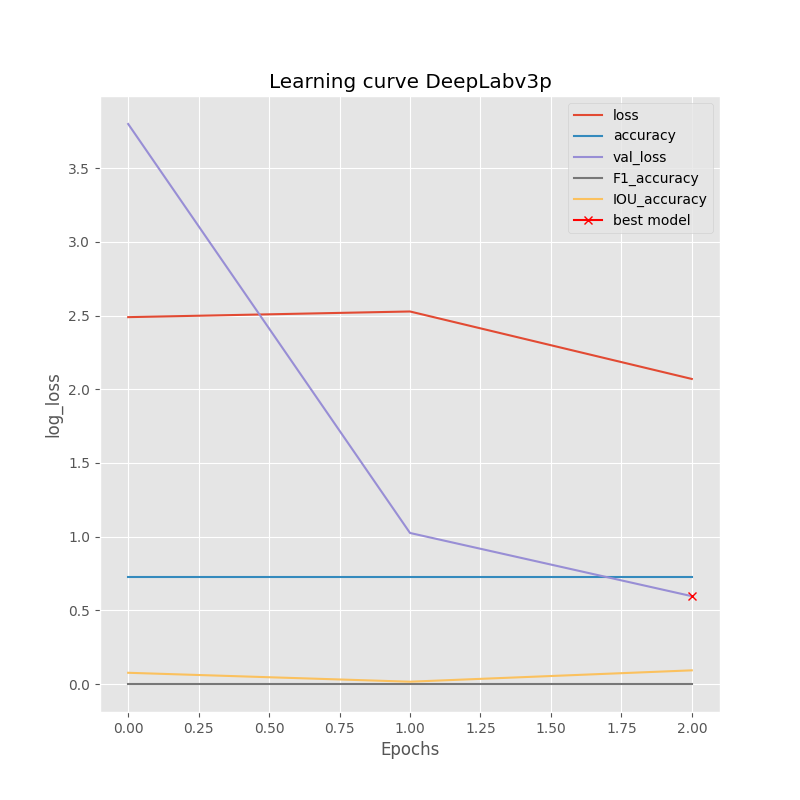 Learning curve DeepLabv3p
loss
accuracy
val_loss
F1_accuracy
IOU_accuracy
best model
log_loss
3.5
3.0
2.5
2.0
1.5
1.0
0.5
0.0
0.00 0.25 0.50 0.75 1.00 1.25 1.50 1.75 2.00
Epochs